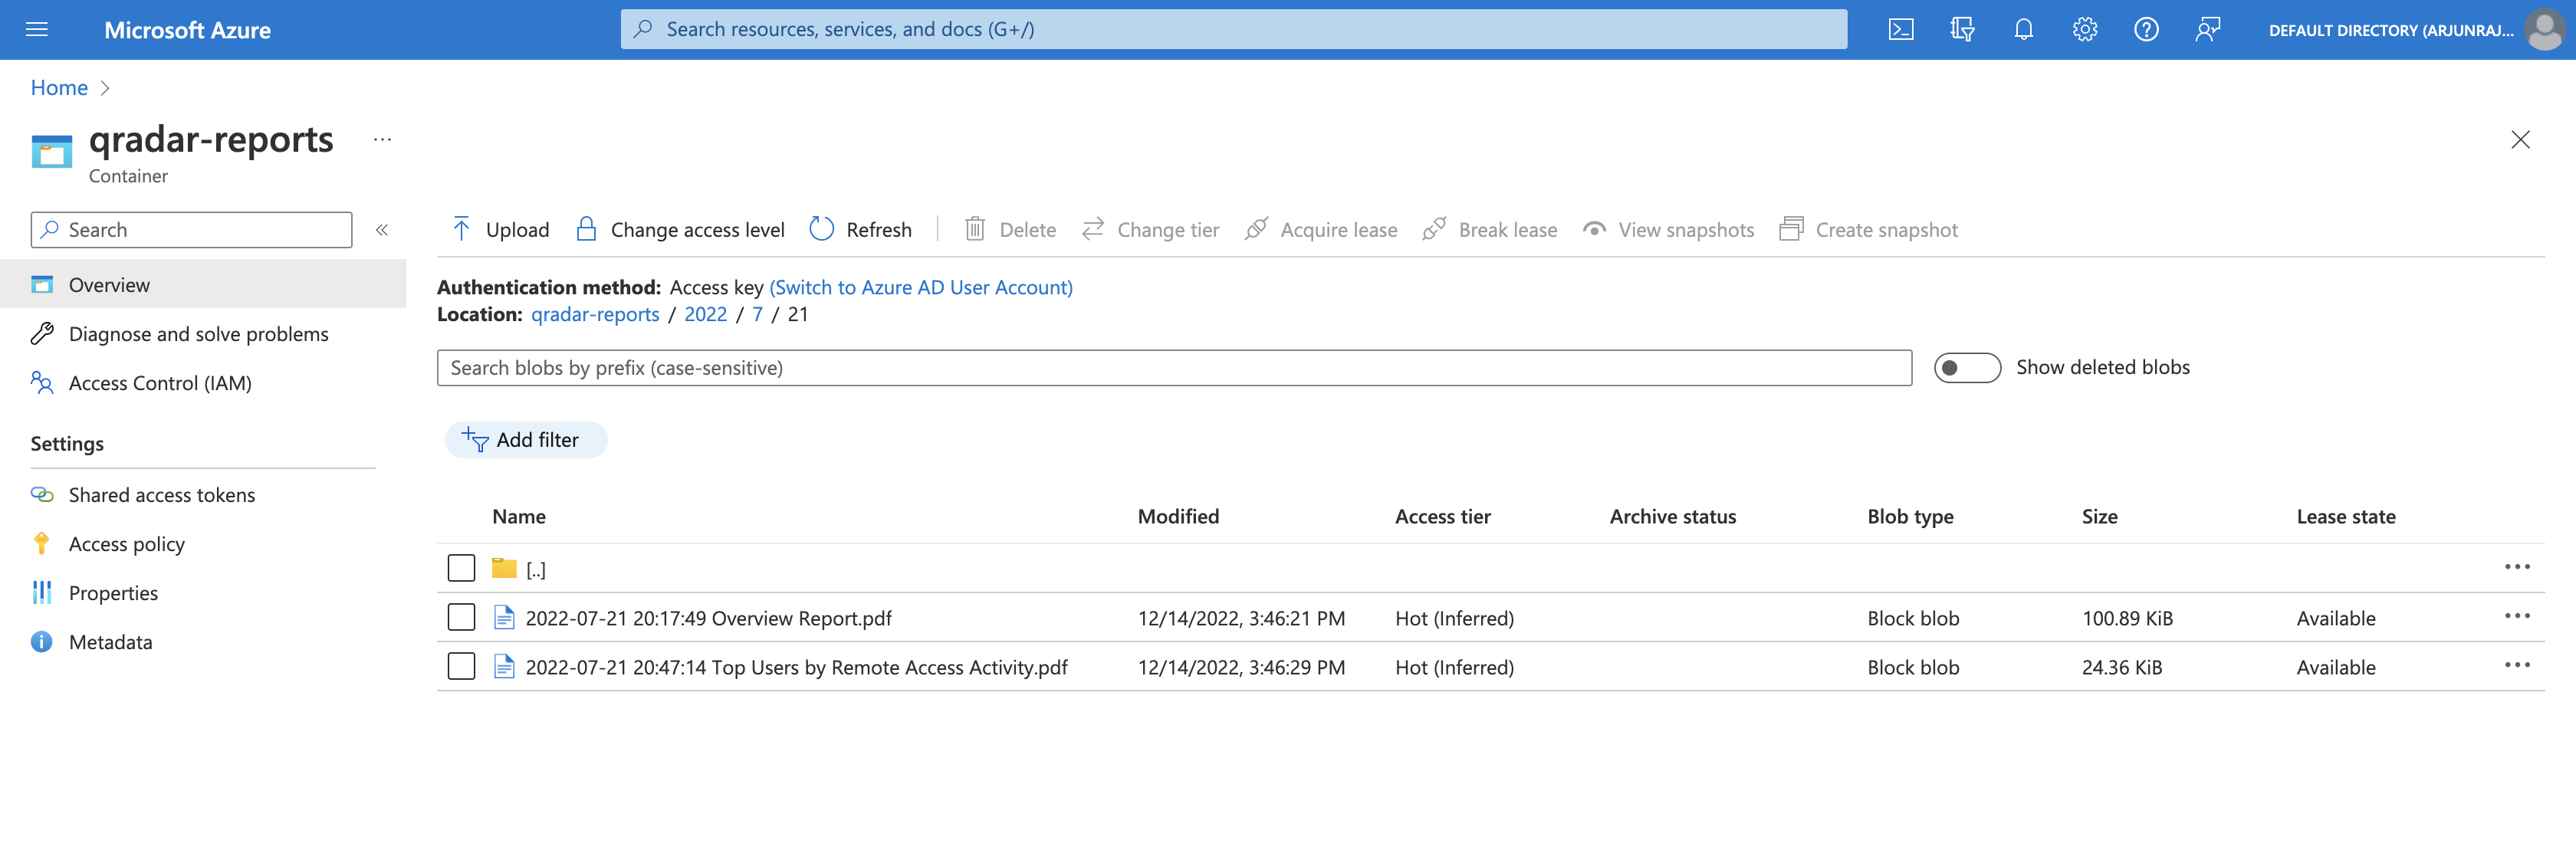 Microsoft Azure
Search resources, services, and docs (G+/)
DEFAULT DIRECTORY (ARJUNRAJ...
Home
qradar-reports
...
Container
Search
Upload
Change access level
Refresh
Delete
Change tier
Acquire lease
Break lease
View snapshots
Create snapshot
Overview
Diagnose and solve problems
Access Control (IAM)
Settings
Shared access tokens
Access policy
Properties
Metadata
Authentication method: Access key (Switch to Azure AD User Account)
Location: qradar-reports / 2022 / 7 / 21
Search blobs by prefix (case-sensitive)
Show deleted blobs
Add filter
Name Modified Access tier Archive status Blob type Size Lease state
[..]
2022-07-21 20:17:49 Overview Report.pdf 12/14/2022, 3:46:21 PM Hot (Inferred) Block blob 100.89 KiB Available
2022-07-21 20:47:14 Top Users by Remote Access Activity.pdf 12/14/2022, 3:46:29 PM Hot (Inferred) Block blob 24.36 KiB Available